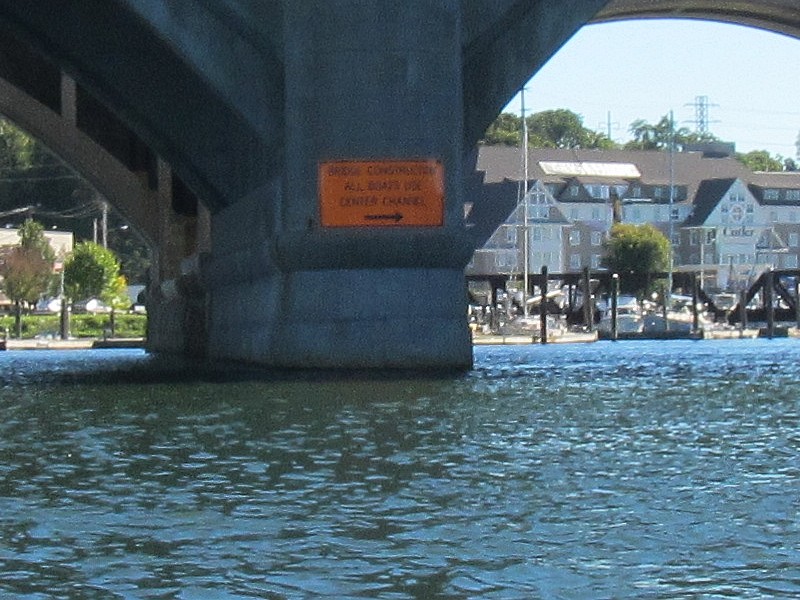 BRIDGE CONSTRUCTION
ALL BOATS USE
CENTER CHANNEL